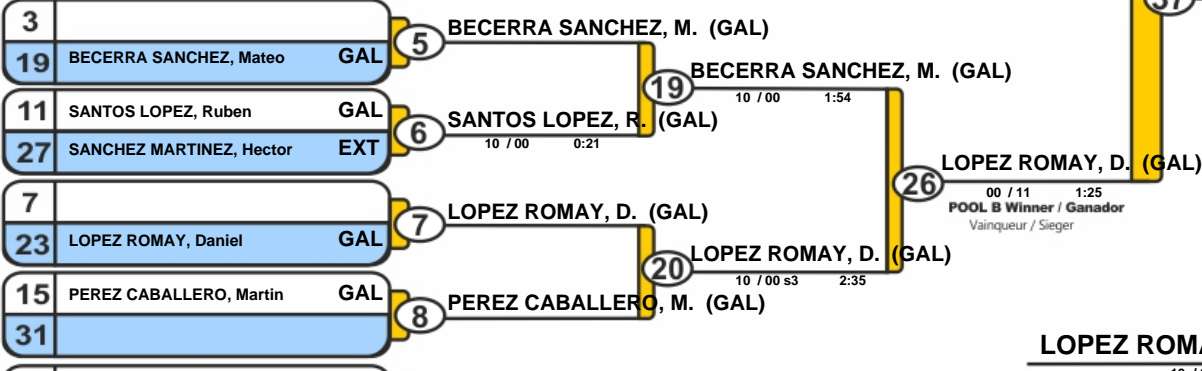 3
19 BECERRA SANCHEZ, Mateo GAL
5 BECERRA SANCHEZ, M. (GAL)
11 SANTOS LOPEZ, Ruben GAL
27 SANCHEZ MARTINEZ, Hector EXT
6 SANTOS LOPEZ, R. (GAL)
10 / 00 0:21
19 BECERRA SANCHEZ, M. (GAL)
10 / 00 1:54
7
23 LOPEZ ROMAY, Daniel GAL
7 LOPEZ ROMAY, D. (GAL)
15 PEREZ CABALLERO, Martin GAL
31
8 PEREZ CABALLERO, M. (GAL)
20 LOPEZ ROMAY, D. (GAL)
10 / 00 s3 2:35
26 LOPEZ ROMAY, D. (GAL)
00 / 11 1:25
POOL B Winner / Ganador
Vainqueur / Sieger
37
LOPEZ